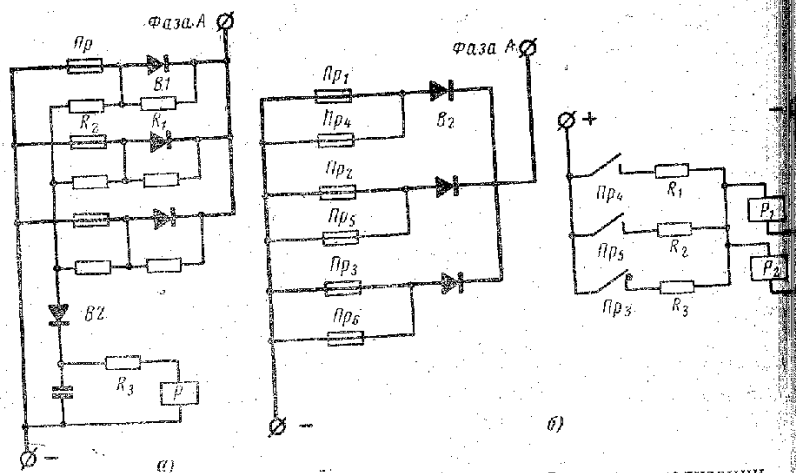 Фаза А
Пр
В1
R2
R1
В2
R3
Р
−
а)
Фаза А
Пр1
В2
Пр4
Пр2
Пр5
Пр3
Пр6
−
б)
+
Пр4
R1
Р1
Пр5
R2
Р2
Пр3
R3